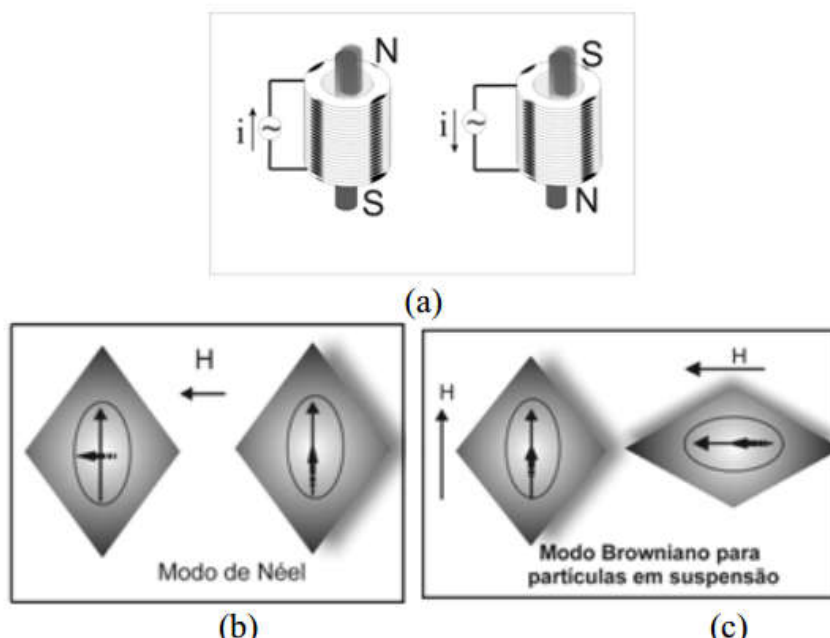 N
S
i
~
S
N
i
~
(a)
H
Modo de Néel
(b)
H
H
Modo Browniano para
partículas em suspensão
(c)